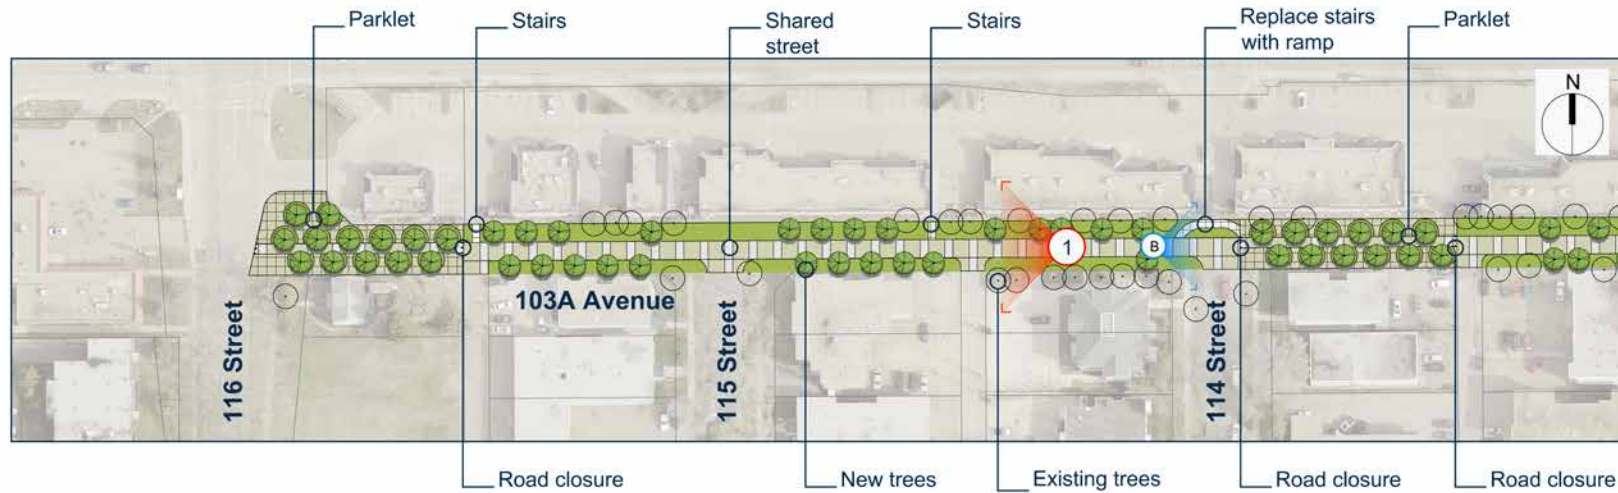 Parklet
Stairs
Shared
street
Stairs
Replace stairs
with ramp
Parklet
N
1
B
103A Avenue
116 Street
115 Street
114 Street
Road closure
New trees
Existing trees
Road closure
Road closure